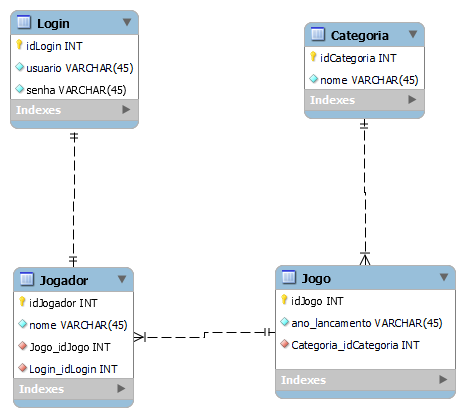 Login
idLogin INT
usuario VARCHAR(45)
senha VARCHAR(45)
Indexes
Categoria
idCategoria INT
nome VARCHAR(45)
Indexes
Jogador
idJogador INT
nome VARCHAR(45)
Jogo_idJogo INT
Login_idLogin INT
Indexes
Jogo
idJogo INT
ano_lancamento VARCHAR(45)
Categoria_idCategoria INT
Indexes